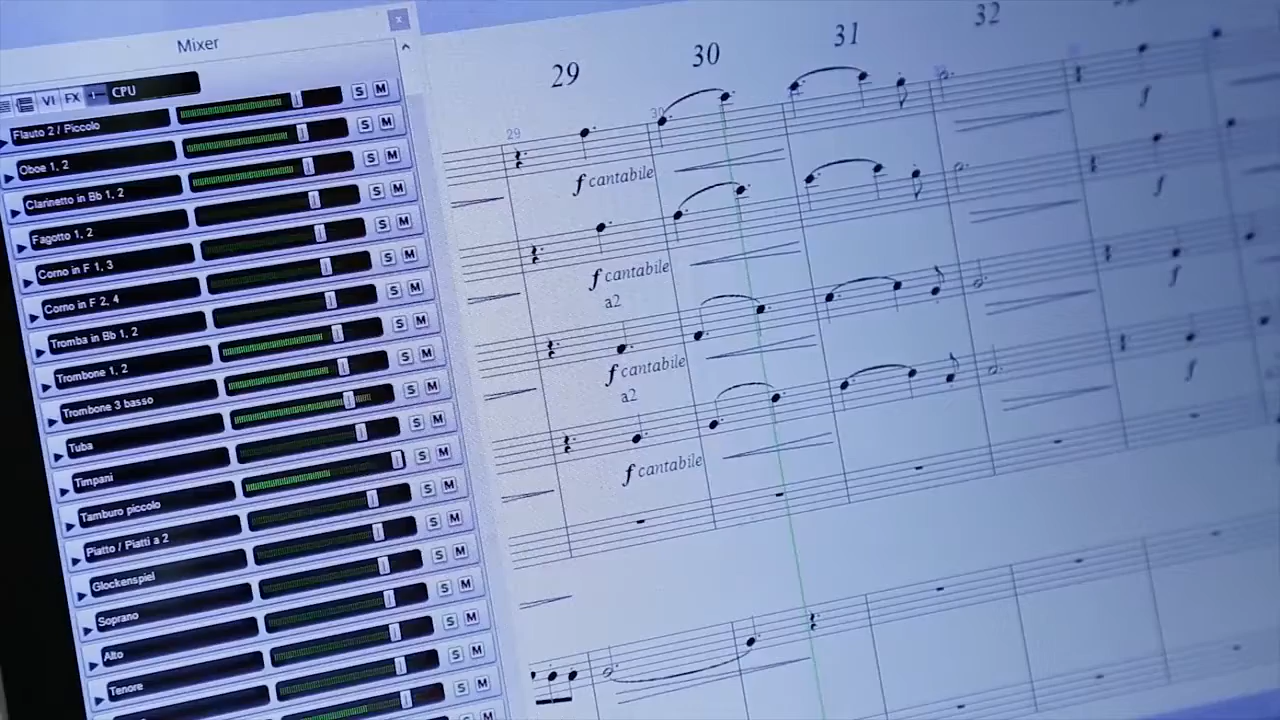 Mixer
x
VI FX CPU
Flauto 2 / Piccolo S M
Oboe 1, 2 S M
Clarinetto in Bb 1, 2 S M
Fagotto 1, 2 S M
Corno in F 1, 3 S M
Corno in F 2, 4 S M
Tromba in Bb 1, 2 S M
Trombone 1, 2 S M
Trombone 3 basso S M
Tuba S M
Timpani S M
Tamburo piccolo S M
Piatto / Piatti a 2 S M
Glockenspiel S M
Soprano S M
Alto S M
Tenore S M
S M
29 30 31 32
29 30
f cantabile f
f cantabile f
a2
f cantabile f
a2
f cantabile f